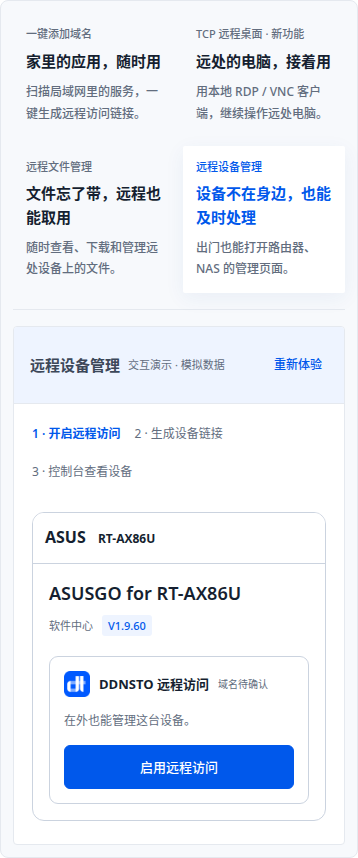 一键添加域名
家里的应用，随时用
扫描局域网里的服务，一
键生成远程访问链接。
TCP 远程桌面 · 新功能
远处的电脑，接着用
用本地 RDP / VNC 客户
端，继续操作远处电脑。
远程文件管理
文件忘了带，远程也
能取用
随时查看、下载和管理远
处设备上的文件。
远程设备管理
设备不在身边，也能
及时处理
出门也能打开路由器、
NAS 的管理页面。
远程设备管理 交互演示 · 模拟数据 重新体验
1 · 开启远程访问 2 · 生成设备链接
3 · 控制台查看设备
ASUS RT-AX86U
ASUSGO for RT-AX86U
软件中心 V1.9.60
dt DDNSTO 远程访问 域名待确认
在外也能管理这台设备。
启用远程访问